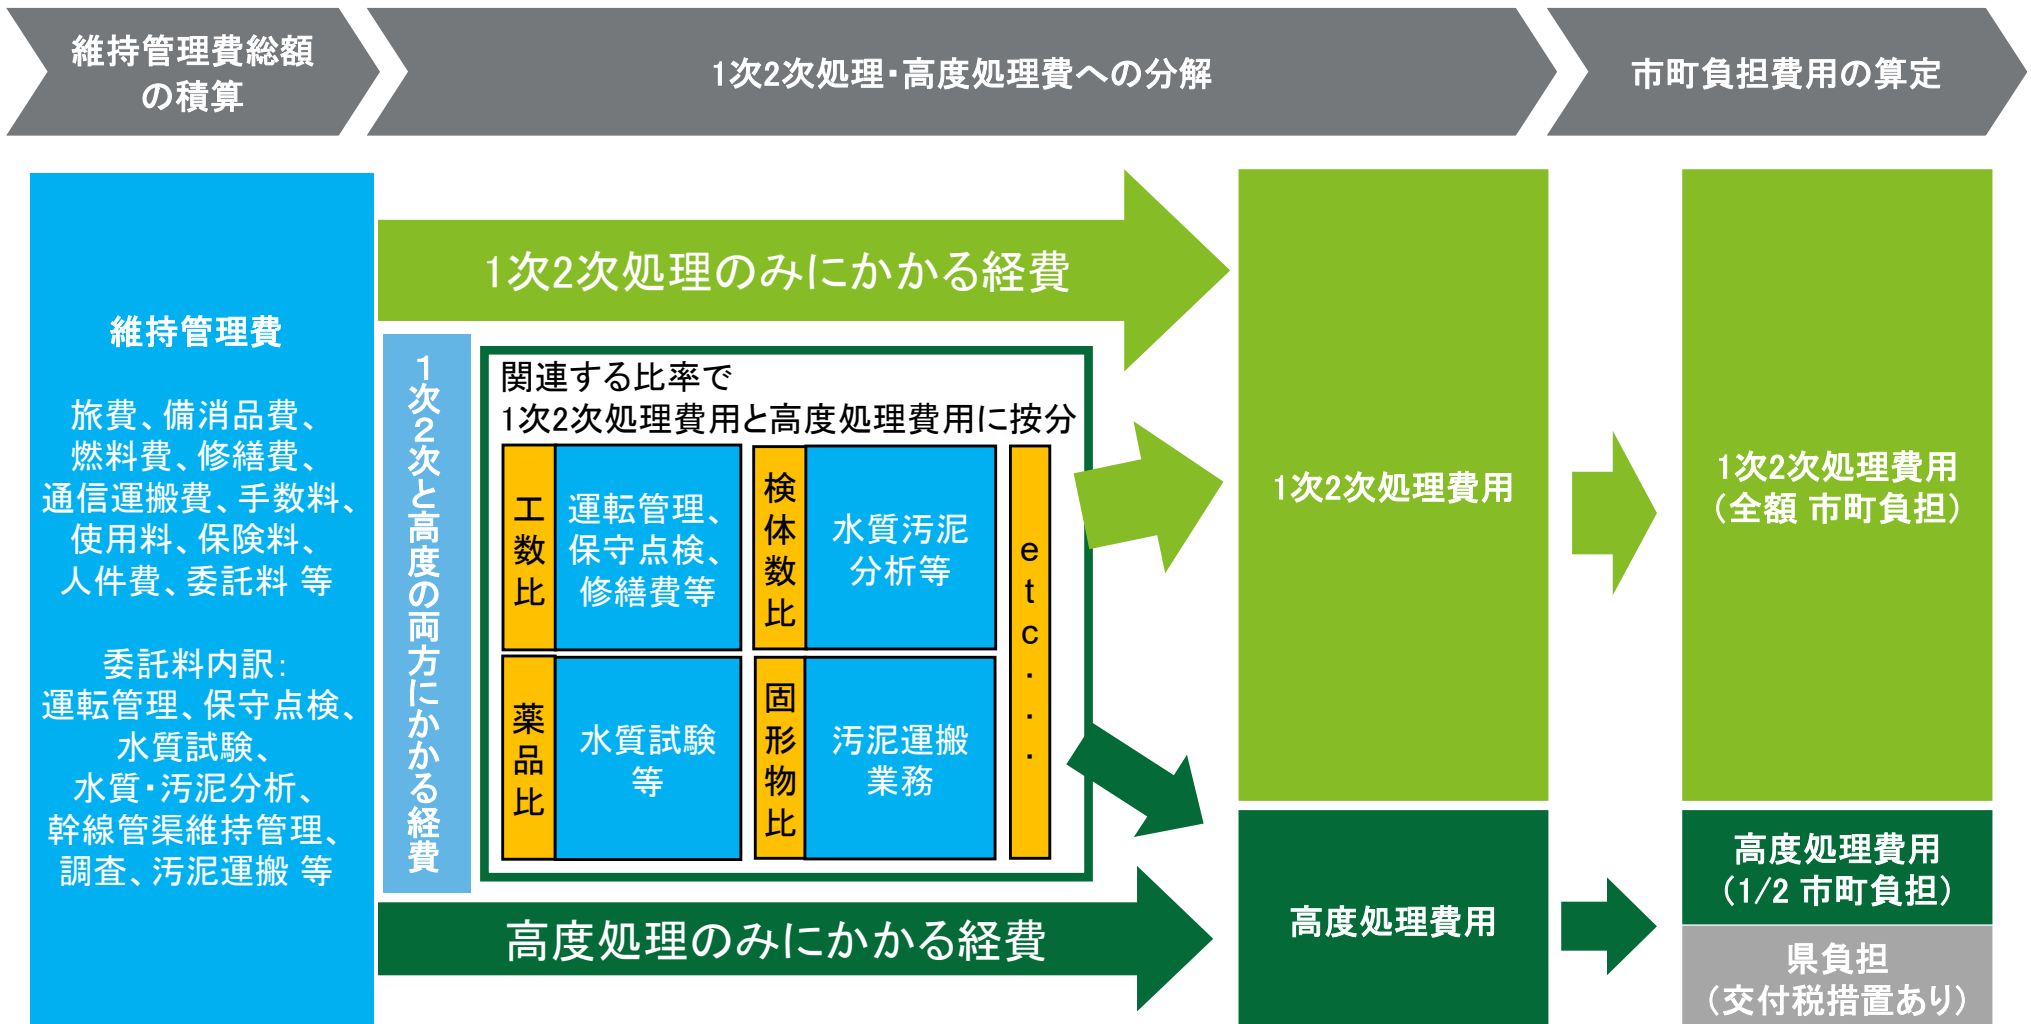 維持管理費総額
の積算
1次2次処理・高度処理費への分解
市町負担費用の算定
維持管理費
旅費、備消品費、
燃料費、修繕費、
通信運搬費、手数料、
使用料、保険料、
人件費、委託料 等
委託料内訳:
運転管理、保守点検、
水質試験、
水質・汚泥分析、
幹線管渠維持管理、
調査、汚泥運搬 等
1次2次処理のみにかかる経費
1次2次と高度の両方にかかる経費
関連する比率で
1次2次処理費用と高度処理費用に按分
工数比
運転管理、
保守点検、
修繕費等
検体数比
水質汚泥
分析等
薬品比
水質試験
等
固形物比
汚泥運搬
業務
etc・・・
高度処理のみにかかる経費
1次2次処理費用
高度処理費用
1次2次処理費用
(全額 市町負担)
高度処理費用
(1/2 市町負担)
県負担
(交付税措置あり)